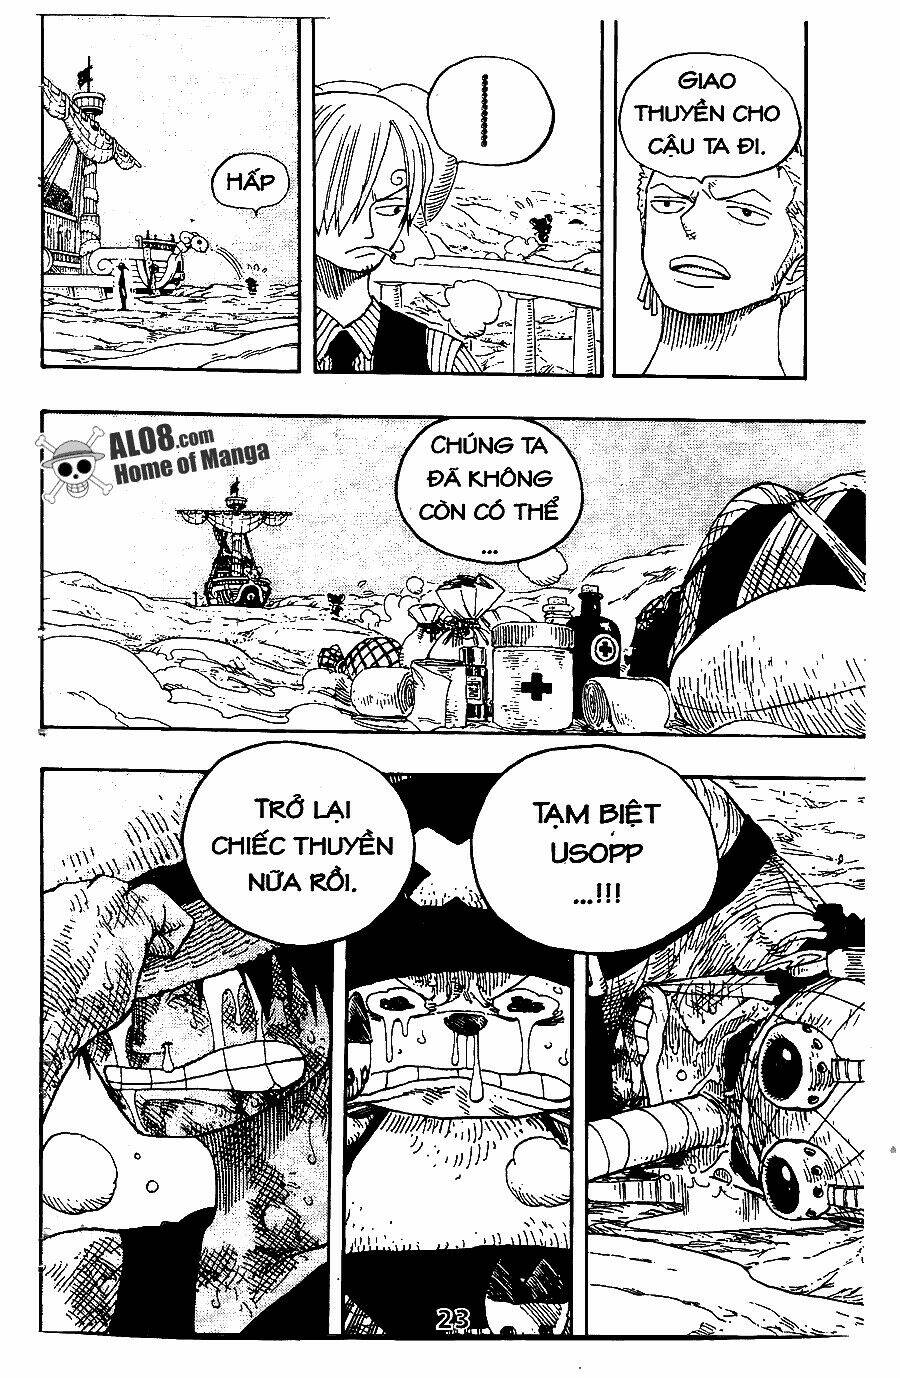 HẤP
GIAO
THUYỀN CHO
CẬU TA ĐI.
AL08.com
Home of Manga
CHÚNG TA
ĐÃ KHÔNG
CÒN CÓ THỂ
...
TRỞ LẠI
CHIẾC THUYỀN
NỮA RỒI.
TẠM BIỆT
USOPP
...!!!
23